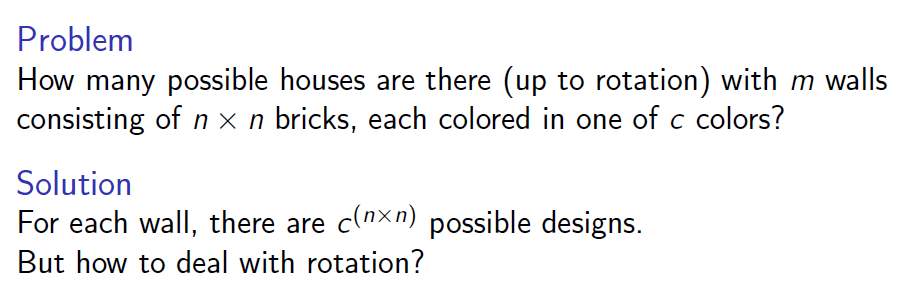 Problem
How many possible houses are there (up to rotation) with m walls
consisting of n × n bricks, each colored in one of c colors?
Solution
For each wall, there are c^(n×n) possible designs.
But how to deal with rotation?